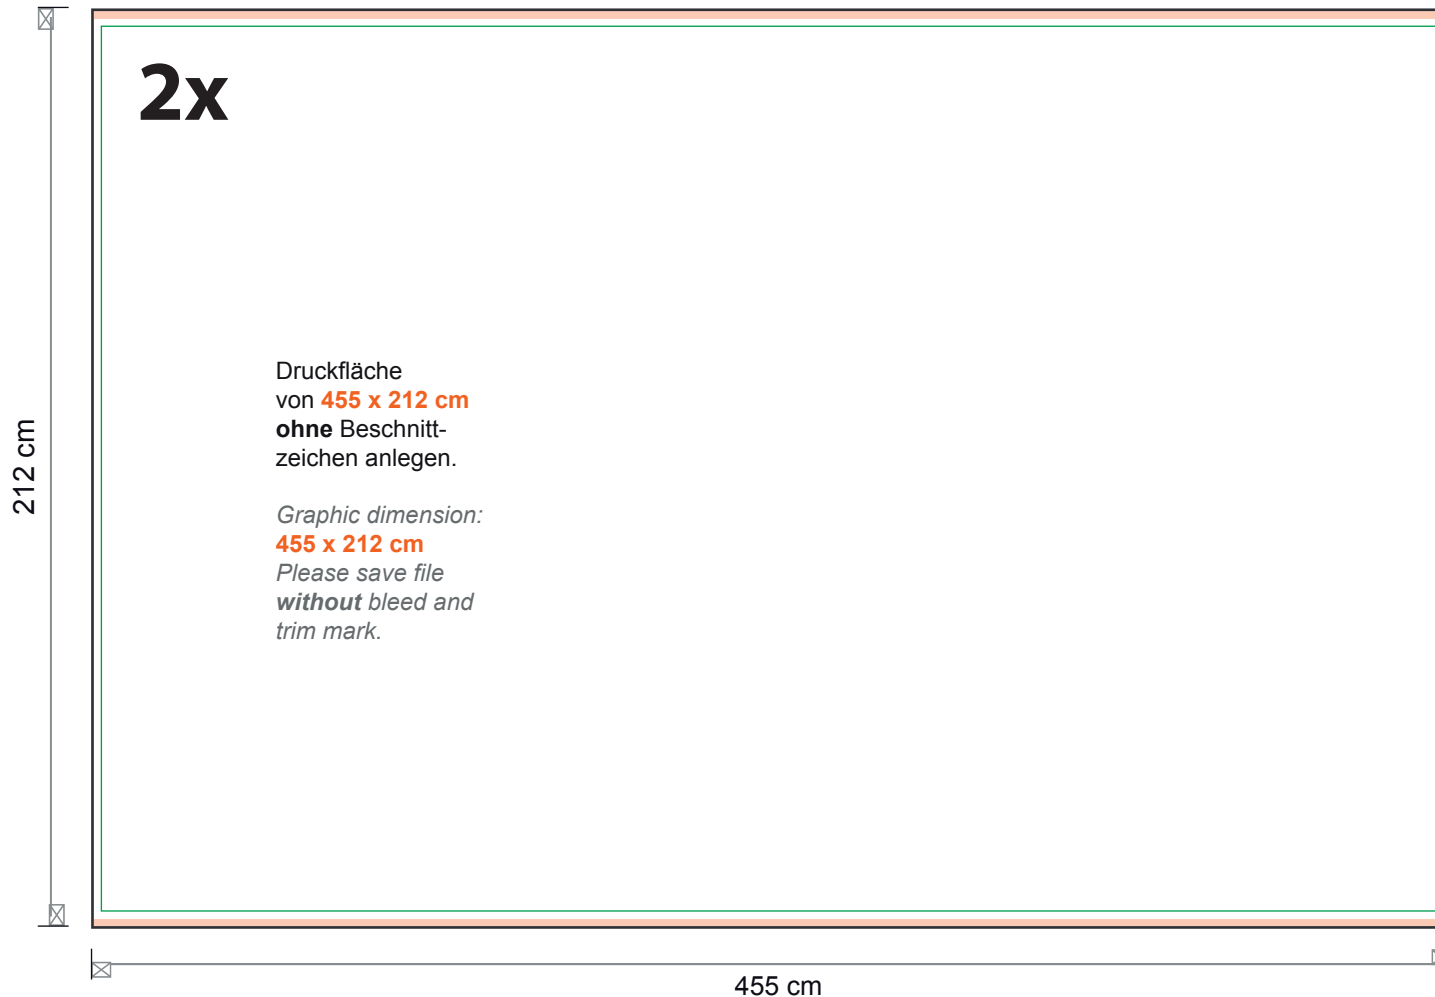 2x
Druckfläche
von 455 x 212 cm
ohne Beschnitt-
zeichen anlegen.
Graphic dimension:
455 x 212 cm
Please save file
without bleed and
trim mark.
212 cm
455 cm